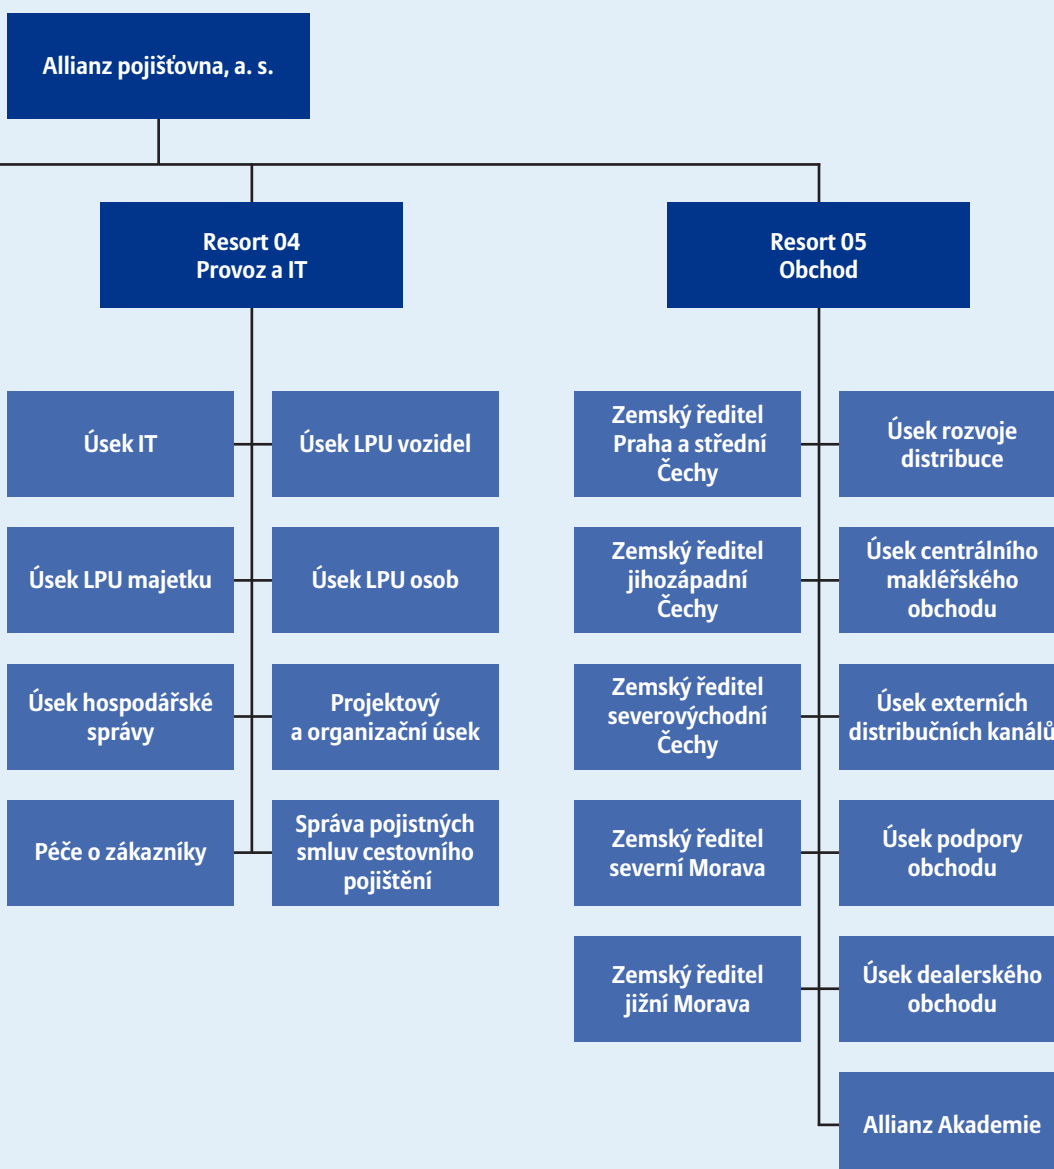 Allianz pojišťovna, a. s.
Resort 04
Provoz a IT
Resort 05
Obchod
Úsek IT
Úsek LPU vozidel
Úsek LPU majetku
Úsek LPU osob
Úsek hospodářské
správy
Projektový
a organizační úsek
Péče o zákazníky
Správa pojistných
smluv cestovního
pojištění
Zemský ředitel
Praha a střední
Čechy
Úsek rozvoje
distribuce
Zemský ředitel
jihozápadní
Čechy
Úsek centrálního
makléřského
obchodu
Zemský ředitel
severovýchodní
Čechy
Úsek externích
distribučních kanálů
Zemský ředitel
severní Morava
Úsek podpory
obchodu
Zemský ředitel
jižní Morava
Úsek dealerského
obchodu
Allianz Akademie